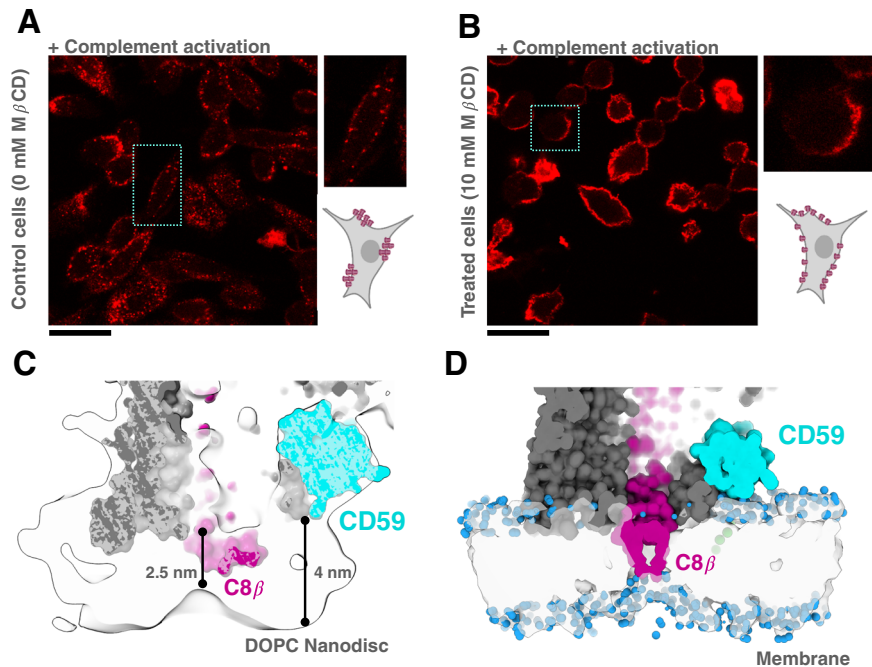 A
+ Complement activation
Control cells (0 mM MβCD)
B
+ Complement activation
Treated cells (10 mM MβCD)
C
CD59
2.5 nm
C8β
4 nm
DOPC Nanodisc
D
CD59
C8β
Membrane